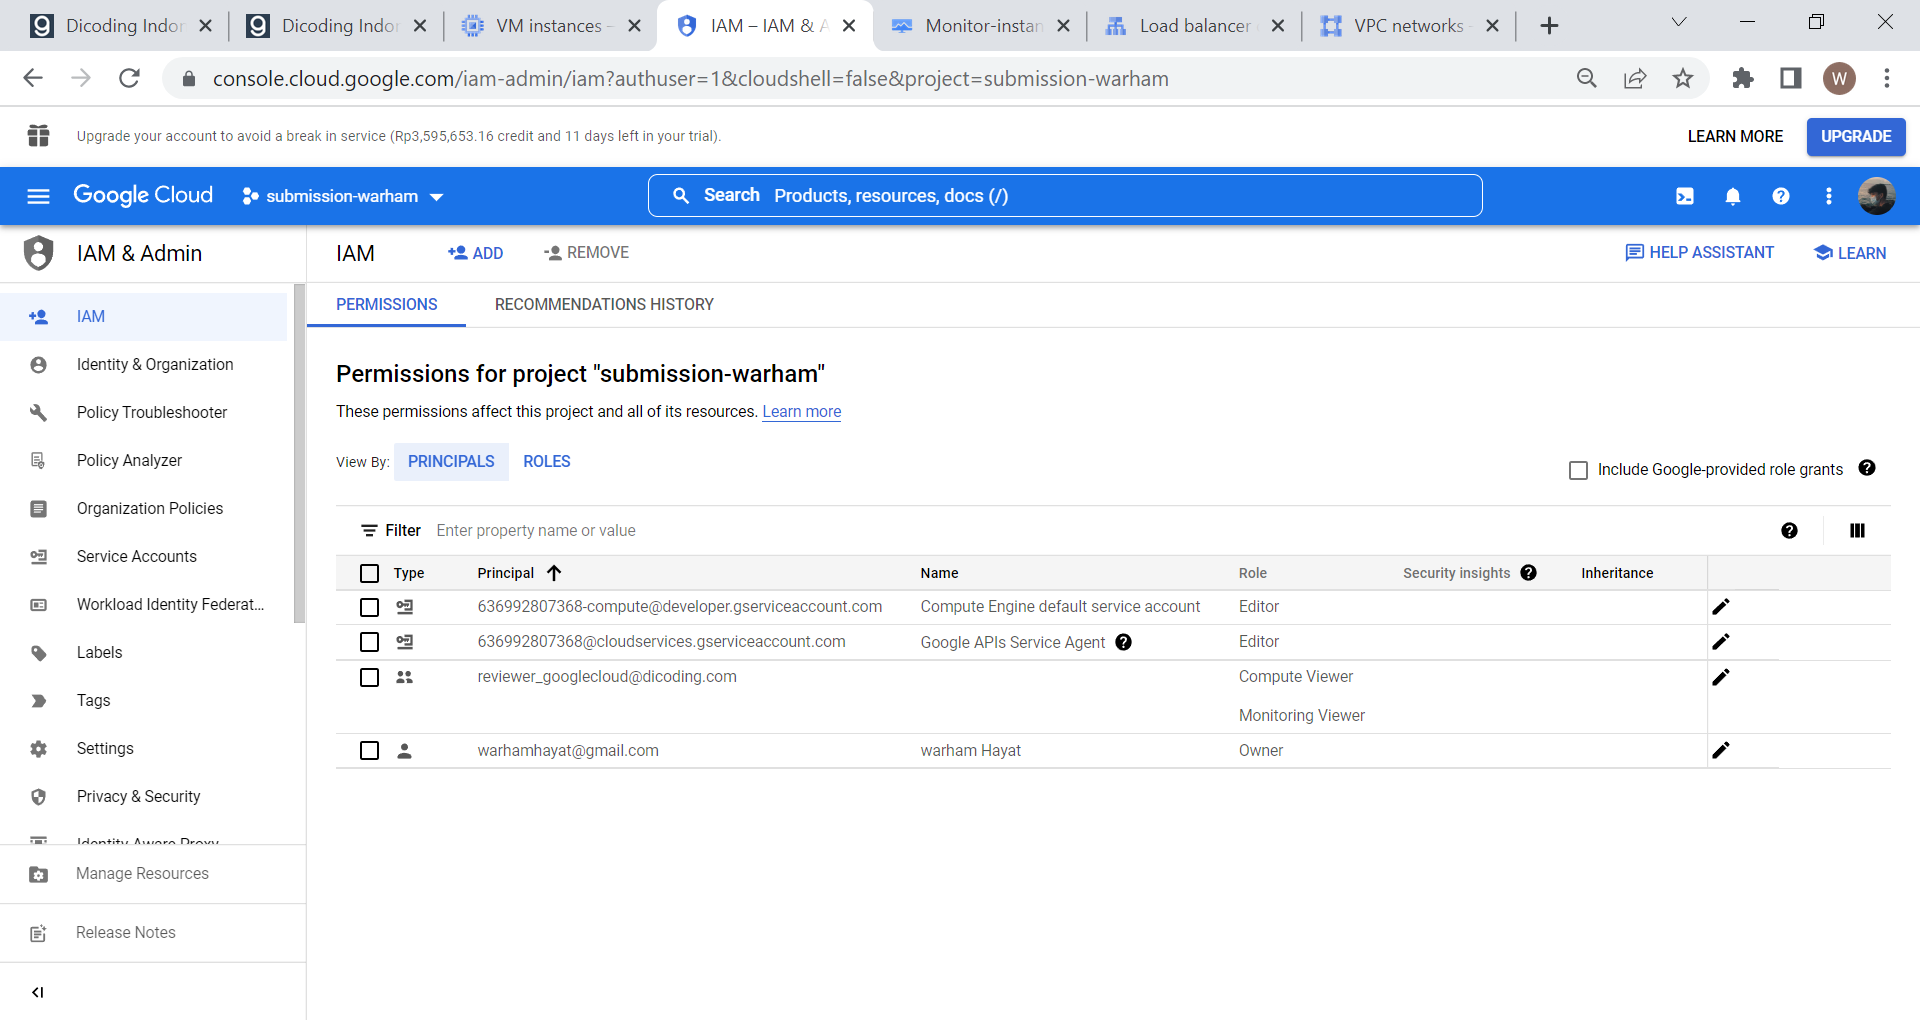 Dicoding Indor
Dicoding Indor
VM instances –
IAM – IAM & A
Monitor-instan
Load balancer
VPC networks -
console.cloud.google.com/iam-admin/iam?authuser=1&cloudshell=false&project=submission-warham
W
Upgrade your account to avoid a break in service (Rp3,595,653.16 credit and 11 days left in your trial).
LEARN MORE
UPGRADE
Google Cloud
submission-warham
Search Products, resources, docs (/)
IAM & Admin
IAM
ADD
REMOVE
HELP ASSISTANT
LEARN
IAM
Identity & Organization
Policy Troubleshooter
Policy Analyzer
Organization Policies
Service Accounts
Workload Identity Federat...
Labels
Tags
Settings
Privacy & Security
Identity-Aware Proxy
Manage Resources
Release Notes
PERMISSIONS
RECOMMENDATIONS HISTORY
Permissions for project "submission-warham"
These permissions affect this project and all of its resources. Learn more
View By: PRINCIPALS ROLES
Include Google-provided role grants
Filter Enter property name or value
Type Principal Name Role Security insights Inheritance
636992807368-compute@developer.gserviceaccount.com Compute Engine default service account Editor
636992807368@cloudservices.gserviceaccount.com Google APIs Service Agent Editor
reviewer_googlecloud@dicoding.com Compute Viewer
Monitoring Viewer
warhamhayat@gmail.com warham Hayat Owner